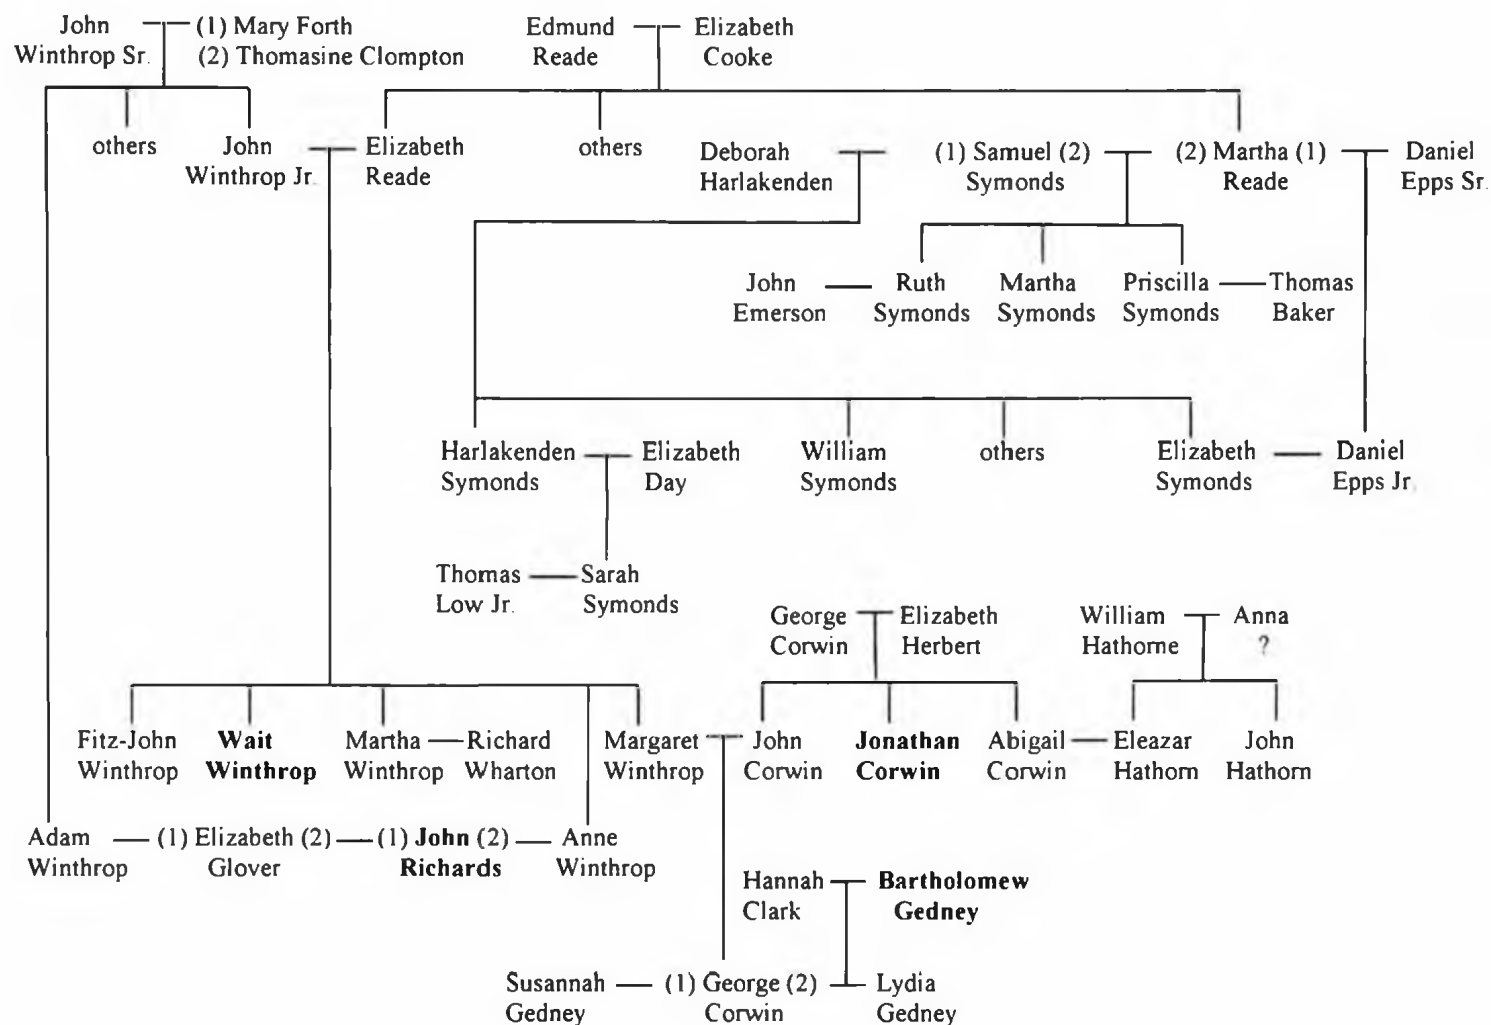 John (1) Mary Forth Edmund Elizabeth
Winthrop Sr. (2) Thomasine Clompton Reade Cooke
others John Elizabeth others Deborah (1) Samuel (2) (2) Martha (1) Daniel
Winthrop Jr. Reade Harlakenden Symonds Reade Epps Sr.
John Ruth Martha Priscilla Thomas
Emerson Symonds Symonds Symonds Baker
Harlakenden Elizabeth William others Elizabeth Daniel
Symonds Day Symonds Symonds Epps Jr.
Thomas Sarah
Low Jr. Symonds
George Elizabeth William Anna
Corwin Herbert Hathorne ?
Fitz-John Wait Martha Richard Margaret John Jonathan Abigail Eleazar John
Winthrop Winthrop Winthrop Wharton Winthrop Corwin Corwin Corwin Hathorn Hathorn
Adam (1) Elizabeth (2) (1) John (2) Anne
Winthrop Glover Richards Winthrop
Hannah Bartholomew
Clark Gedney
Susannah (1) George (2) Lydia
Gedney Corwin Gedney